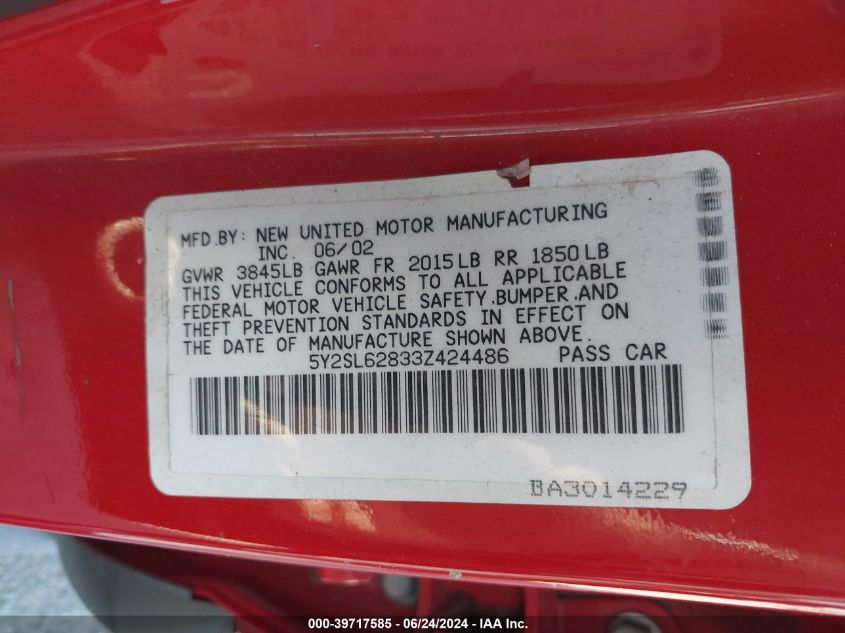 MFD.BY: NEW UNITED MOTOR MANUFACTURING
INC. 06/02
GVWR 3845LB GAWR FR 2015LB RR 1850LB
THIS VEHICLE CONFORMS TO ALL APPLICABLE
FEDERAL MOTOR VEHICLE SAFETY.BUMPER.AND
THEFT PREVENTION STANDARDS IN EFFECT ON
THE DATE OF MANUFACTURE SHOWN ABOVE.
5Y2SL62833Z424486 PASS CAR
BA3014229
000-39717585 - 06/24/2024 - IAA Inc.